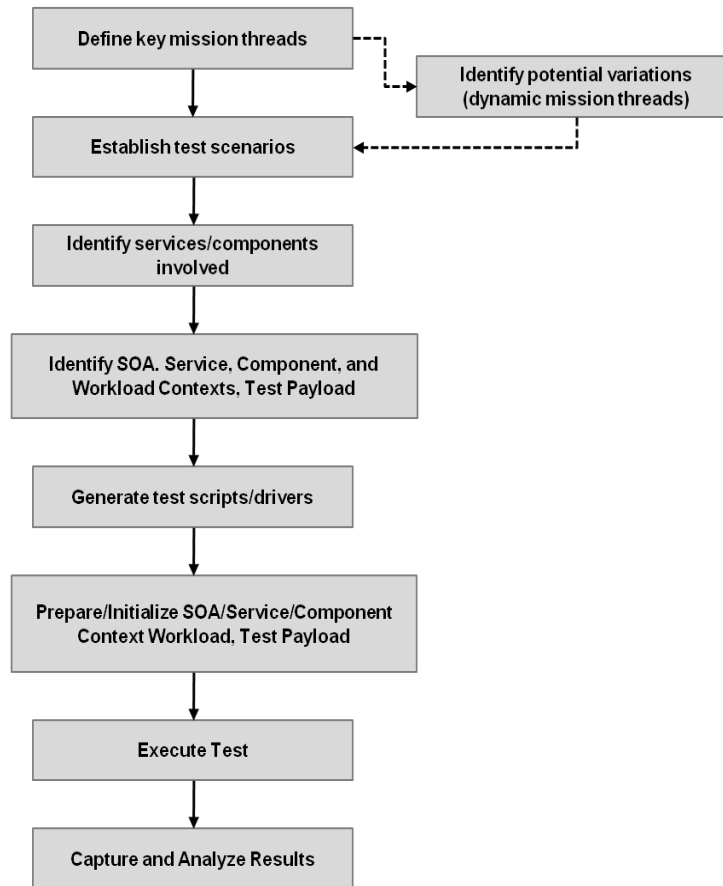 Define key mission threads
Identify potential variations
(dynamic mission threads)
Establish test scenarios
Identify services/components
involved
Identify SOA. Service, Component, and
Workload Contexts, Test Payload
Generate test scripts/drivers
Prepare/Initialize SOA/Service/Component
Context Workload, Test Payload
Execute Test
Capture and Analyze Results